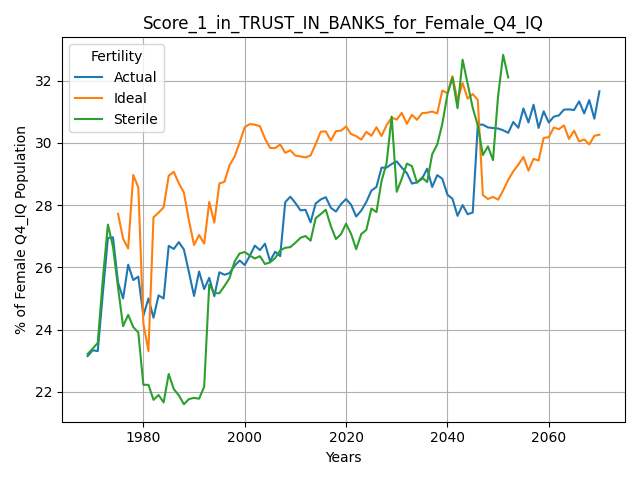 Score_1_in_TRUST_IN_BANKS_for_Female_Q4_IQ
Fertility
Actual
Ideal
Sterile
% of Female Q4_IQ Population
32
30
28
26
24
22
1980
2000
2020
2040
2060
Years